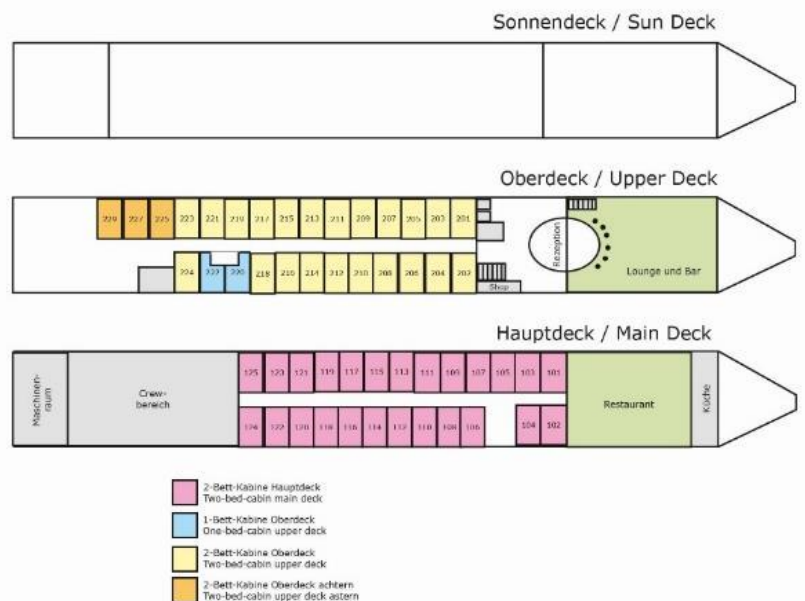 Sonnendeck / Sun Deck
Oberdeck / Upper Deck
229 227 225 223 221 219 217 215 213 211 209 207 205 203 201
Rezeption
Lounge und Bar
224 222 220 218 216 214 212 210 208 206 204 202
Shop
Hauptdeck / Main Deck
Maschinen-
raum
Crew-
bereich
125 123 121 119 117 115 113 111 109 107 105 103 101
124 122 120 118 116 114 112 110 108 106 104 102
Restaurant
Küche
2-Bett-Kabine Hauptdeck
Two-bed-cabin main deck
1-Bett-Kabine Oberdeck
One-bed-cabin upper deck
2-Bett-Kabine Oberdeck
Two-bed-cabin upper deck
2-Bett-Kabine Oberdeck achtern
Two-bed-cabin upper deck astern